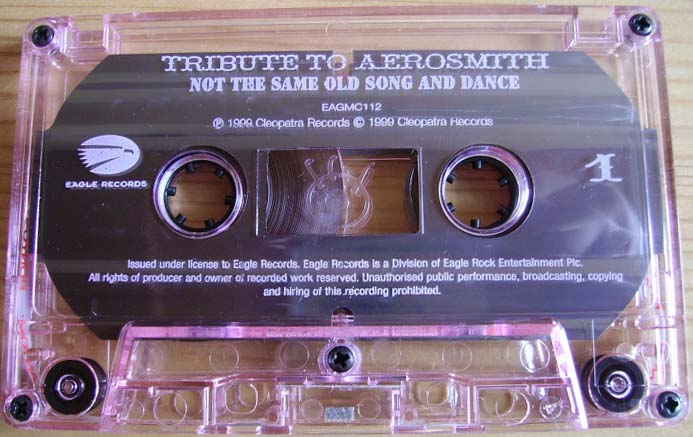 TRIBUTE TO AEROSMITH
NOT THE SAME OLD SONG AND DANCE
EAGMC112
℗ 1999 Cleopatra Records © 1999 Cleopatra Records
EAGLE RECORDS
1
Issued under license to Eagle Records. Eagle Records is a Division of Eagle Rock Entertainment Plc.
All rights of producer and owner of recorded work reserved. Unauthorised public performance, broadcasting, copying
and hiring of this recording prohibited.